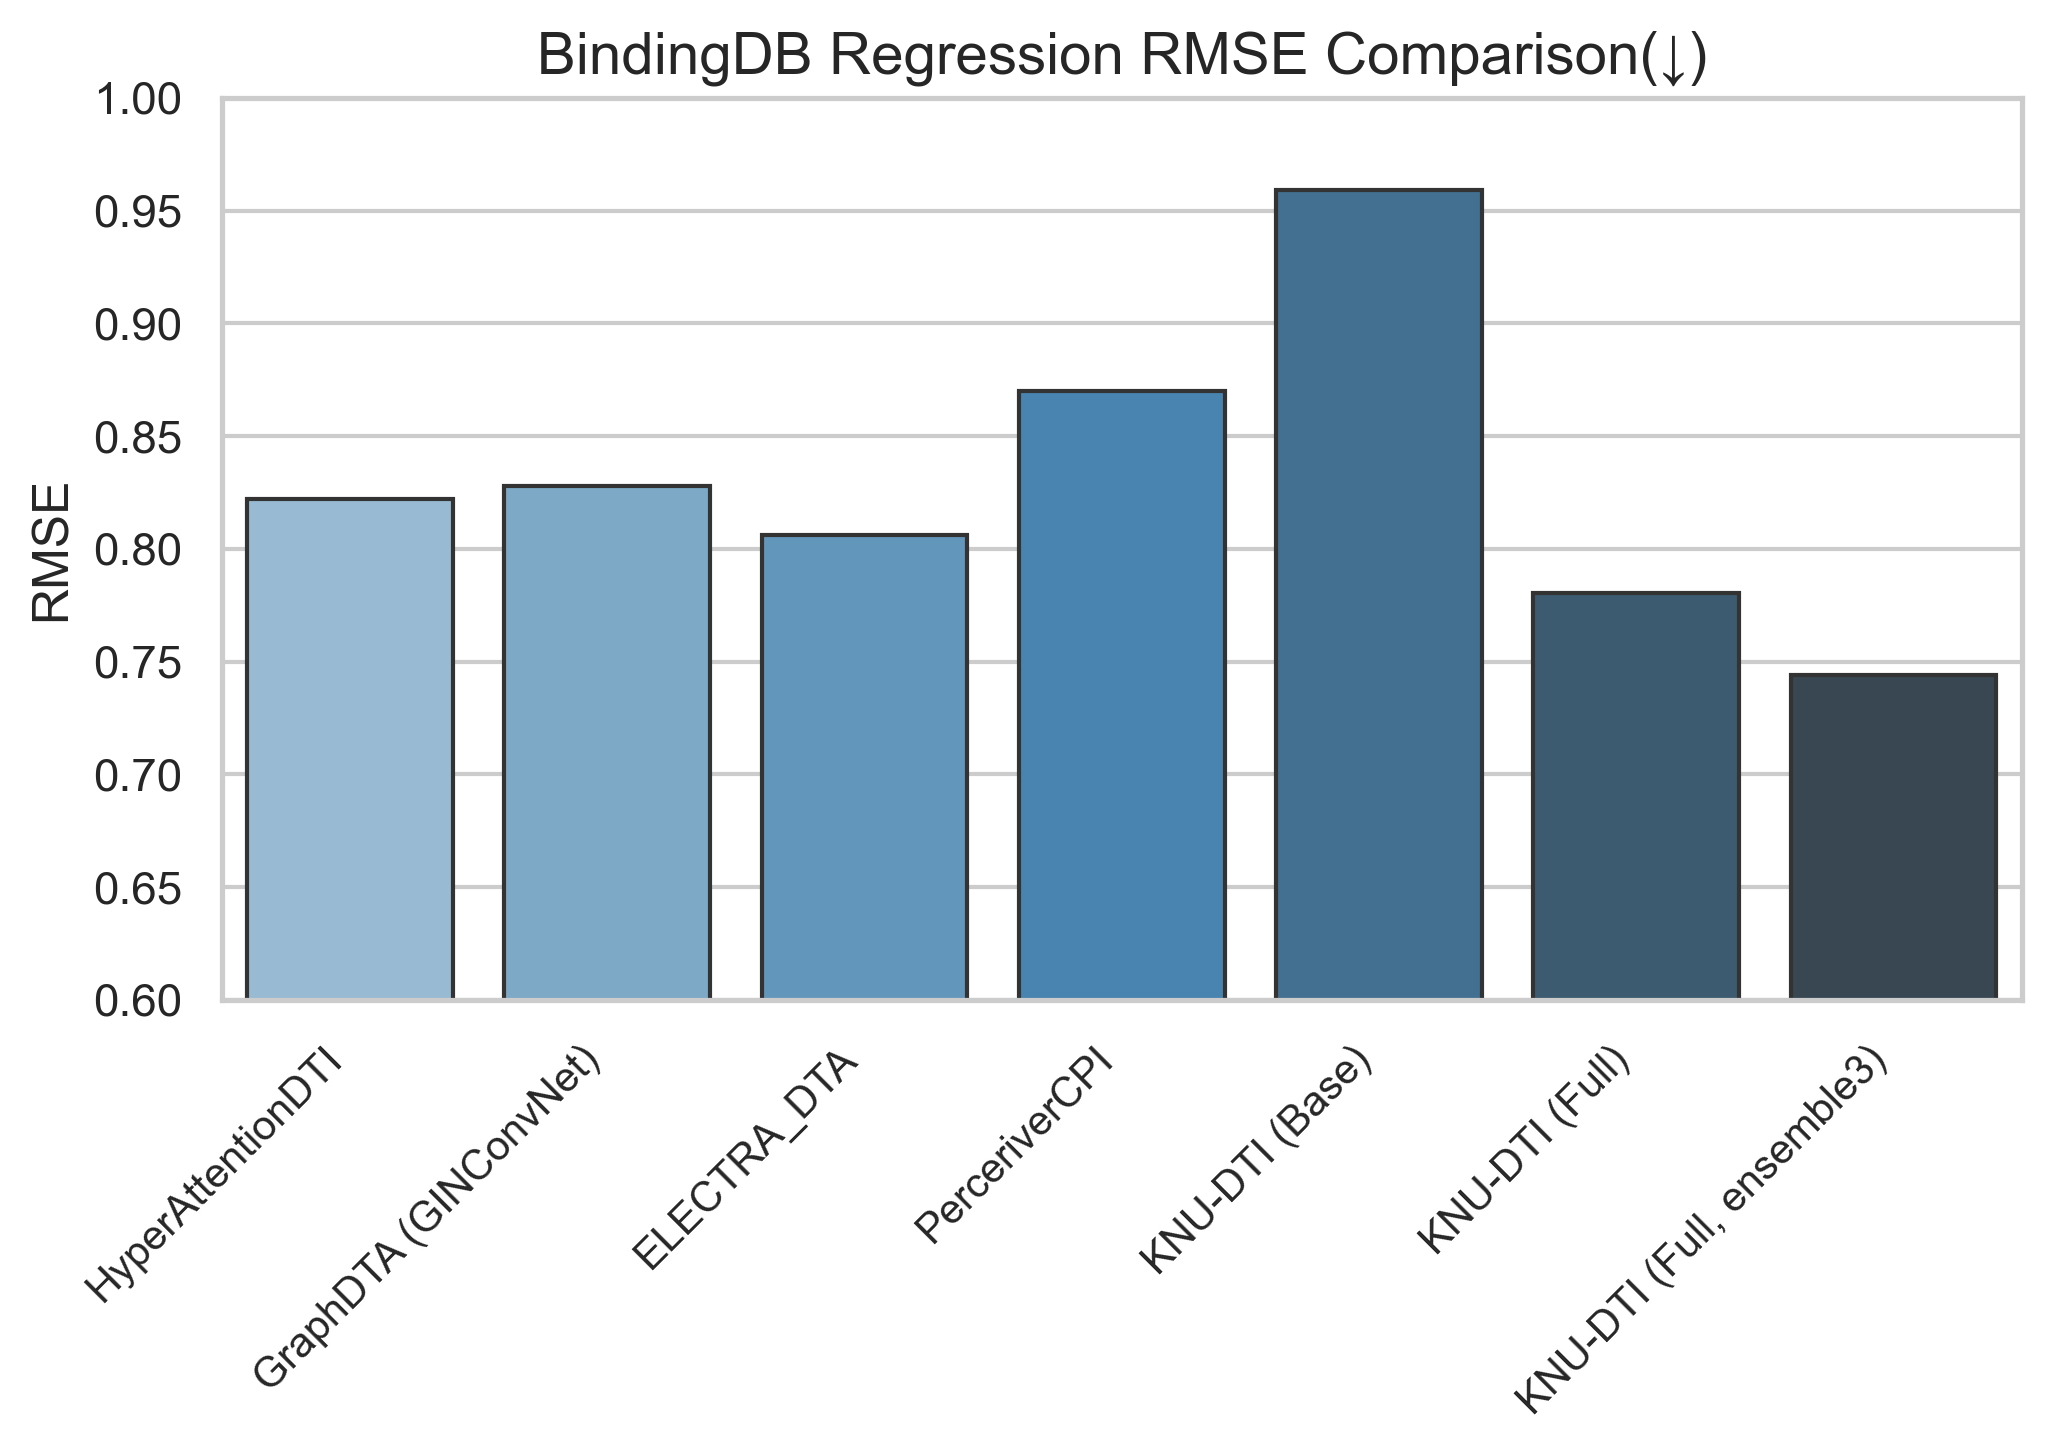 BindingDB Regression RMSE Comparison(↓)
1.00
0.95
0.90
0.85
0.80
0.75
0.70
0.65
0.60
RMSE
HyperAttentionDTI
GraphDTA (GINConvNet)
ELECTRA_DTA
PerceriverCPI
KNU-DTI (Base)
KNU-DTI (Full)
KNU-DTI (Full, ensemble3)